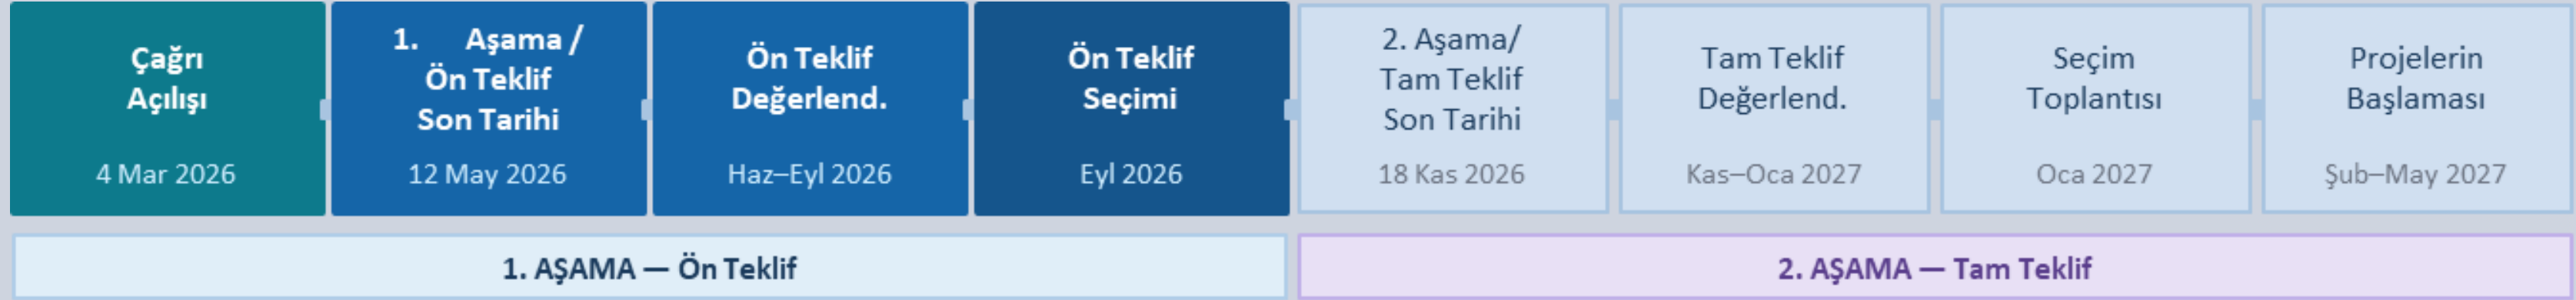 Çağrı
Açılışı
4 Mar 2026
1. Aşama /
Ön Teklif
Son Tarihi
12 May 2026
Ön Teklif
Değerlend.
Haz–Eyl 2026
Ön Teklif
Seçimi
Eyl 2026
2. Aşama/
Tam Teklif
Son Tarihi
18 Kas 2026
Tam Teklif
Değerlend.
Kas–Oca 2027
Seçim
Toplantısı
Oca 2027
Projelerin
Başlaması
Şub–May 2027
1. AŞAMA — Ön Teklif
2. AŞAMA — Tam Teklif